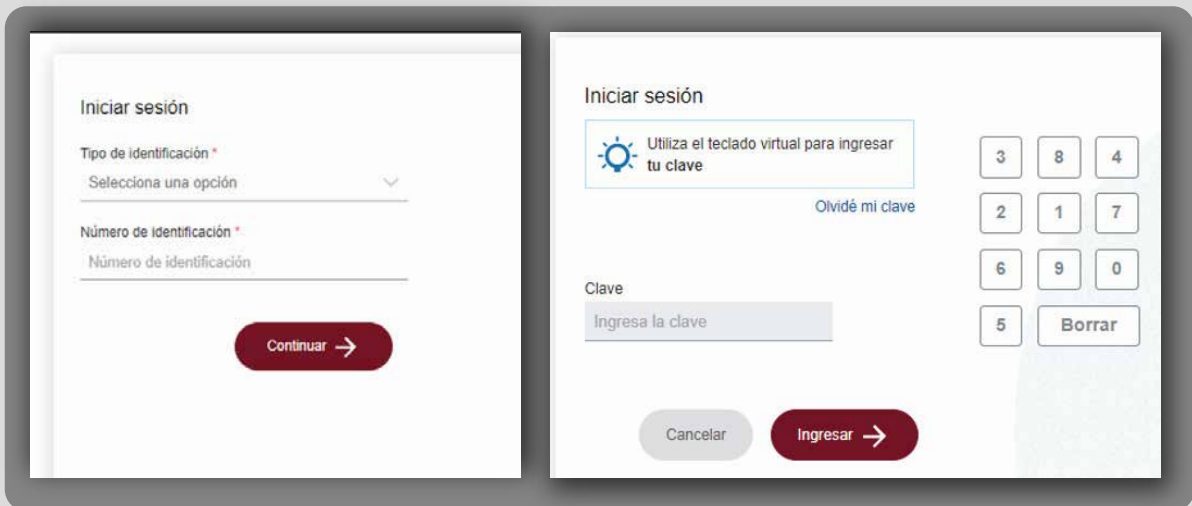 Iniciar sesión
Tipo de identificación *
Selecciona una opción
Número de identificación *
Número de identificación
Continuar
Iniciar sesión
Utiliza el teclado virtual para ingresar
tu clave
Olvidé mi clave
Clave
Ingresa la clave
Cancelar
Ingresar
3 8 4
2 1 7
6 9 0
5 Borrar